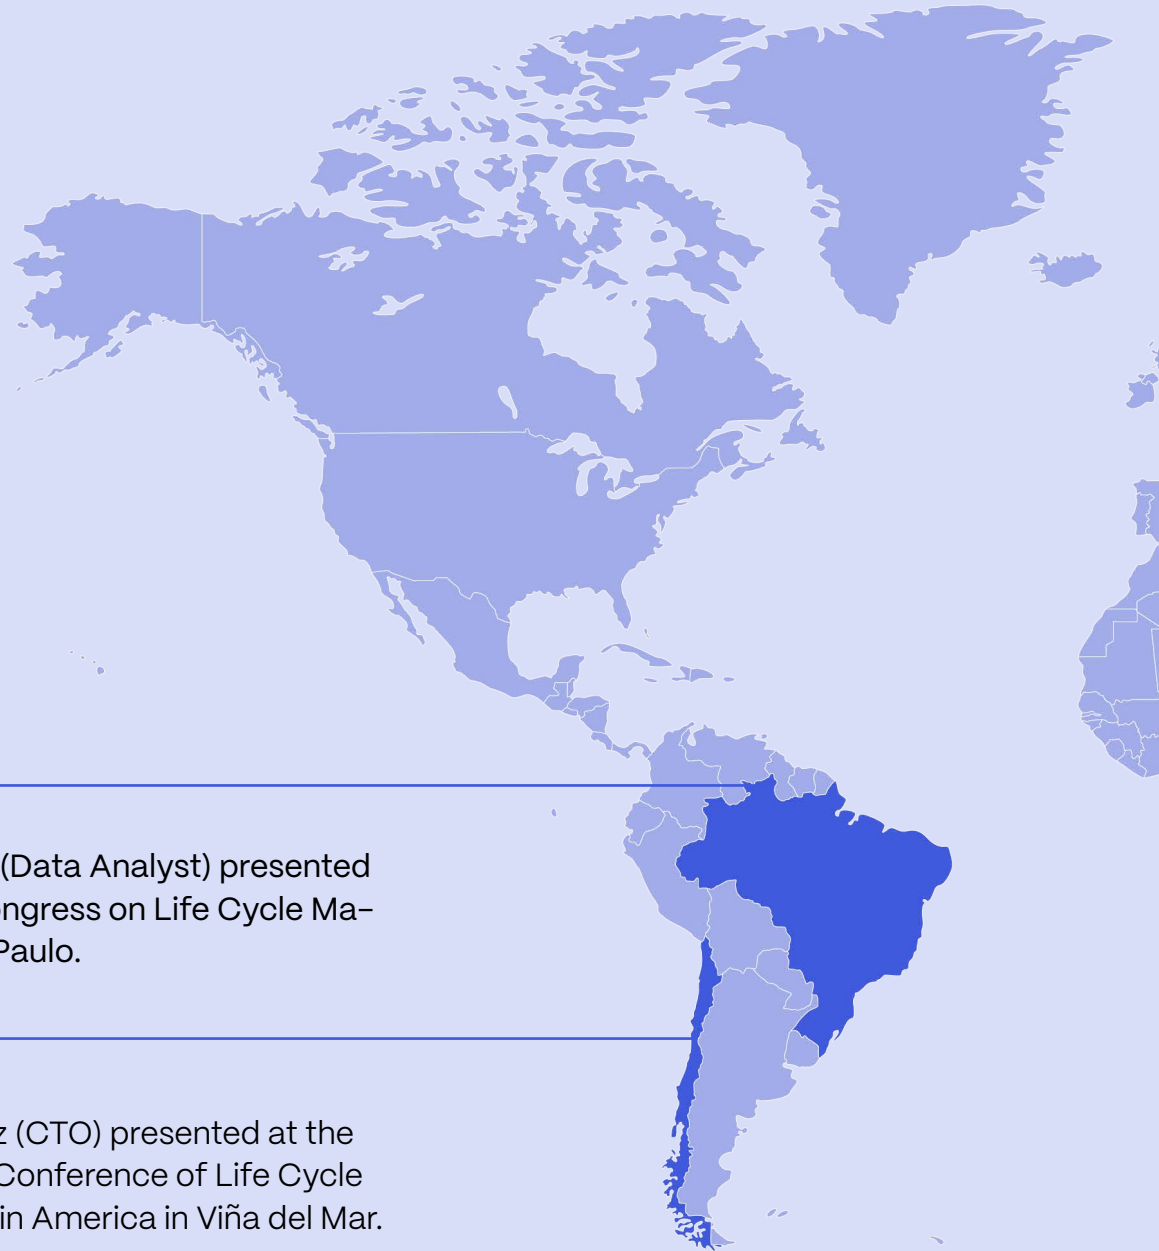 (Data Analyst) presented
ongress on Life Cycle Ma-
Paulo.
z (CTO) presented at the
Conference of Life Cycle
in America in Viña del Mar.